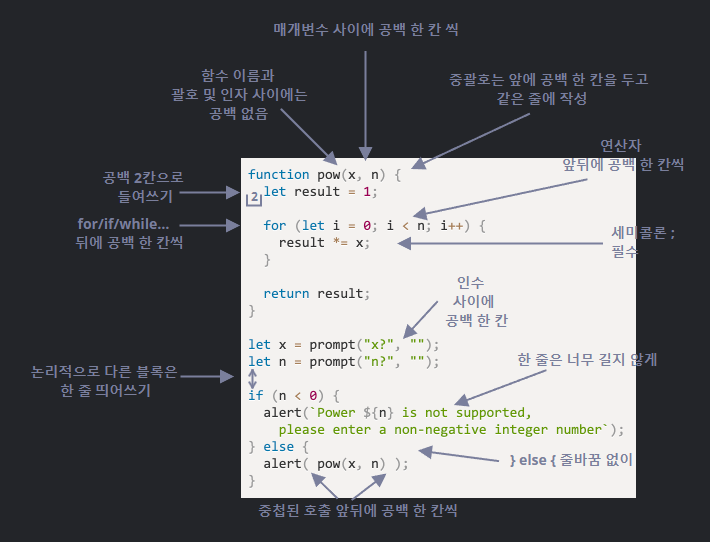 매개변수 사이에 공백 한 칸 씩
함수 이름과
괄호 및 인자 사이에는
공백 없음
중괄호는 앞에 공백 한 칸을 두고
같은 줄에 작성
연산자
앞뒤에 공백 한 칸씩
공백 2칸으로
들여쓰기
for/if/while…
뒤에 공백 한 칸씩
세미콜론 ;
필수
인수
사이에
공백 한 칸
논리적으로 다른 블록은
한 줄 띄어쓰기
한 줄은 너무 길지 않게
} else { 줄바꿈 없이
중첩된 호출 앞뒤에 공백 한 칸씩
function pow(x, n) {
2
let result = 1;
for (let i = 0; i < n; i++) {
result *= x;
}
return result;
}
let x = prompt("x?", "");
let n = prompt("n?", "");
if (n < 0) {
alert(`Power ${n} is not supported,
please enter a non-negative integer number`);
} else {
alert( pow(x, n) );
}